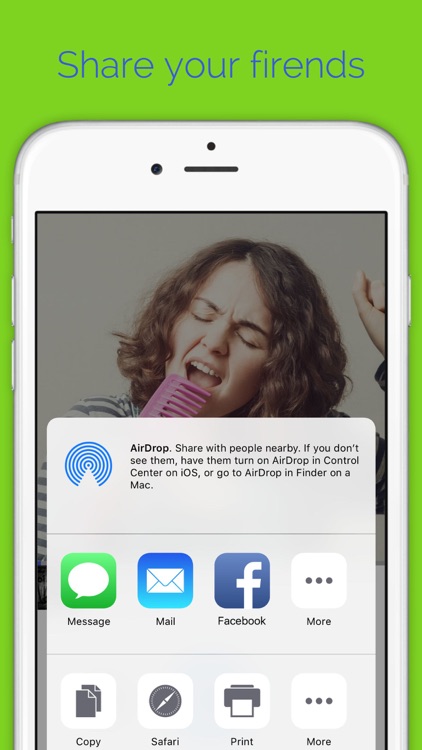 Share your firends
AirDrop. Share with people nearby. If you don’t
see them, have them turn on AirDrop in Control
Center on iOS, or go to AirDrop in Finder on a
Mac.
Message Mail Facebook More
Copy Safari Print More